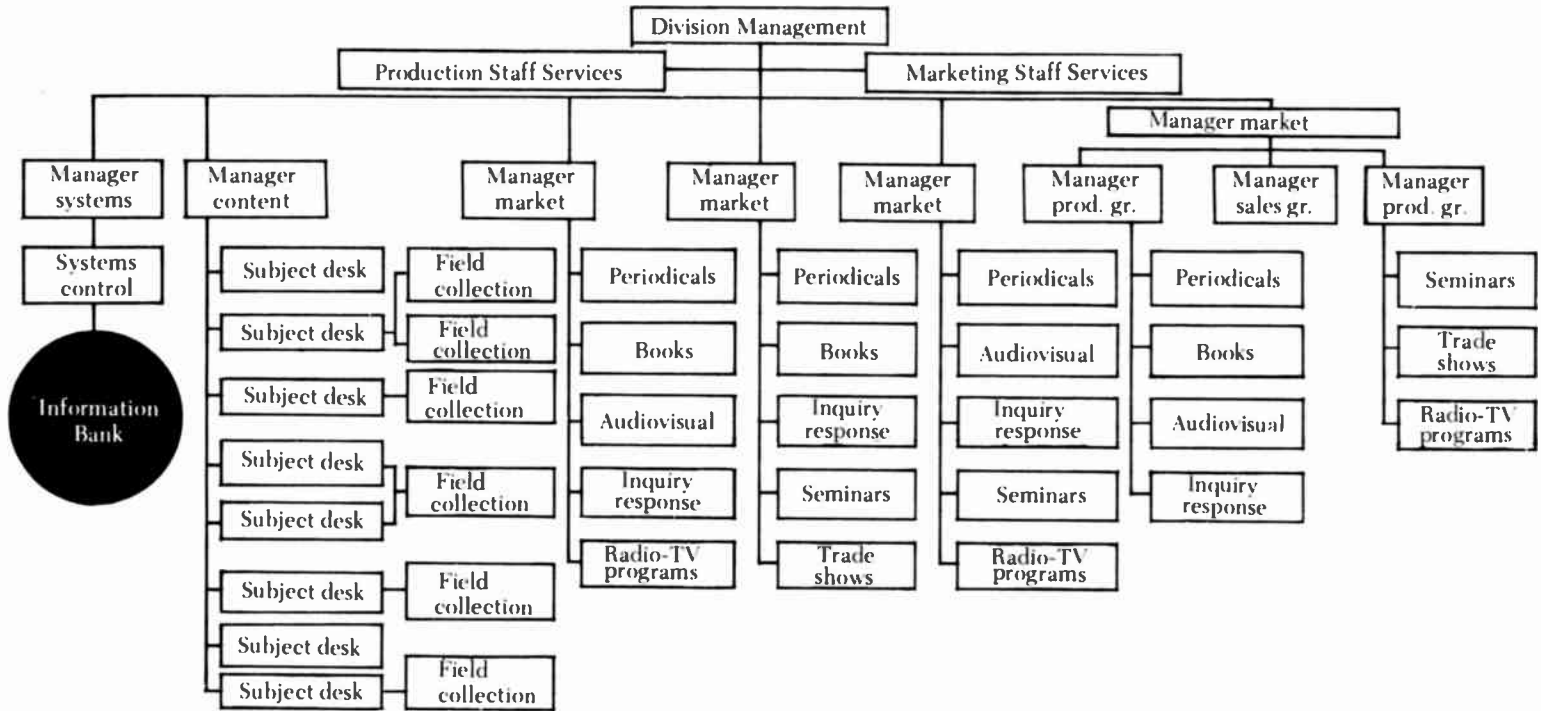 Division Management
Production Staff Services
Marketing Staff Services
Manager market
Manager
systems
Manager
content
Manager
market
Manager
market
Manager
market
Manager
prod. gr.
Manager
sales gr.
Manager
prod. gr.
Systems
control
Information
Bank
Subject desk
Subject desk
Subject desk
Subject desk
Subject desk
Subject desk
Subject desk
Subject desk
Field
collection
Field
collection
Field
collection
Field
collection
Field
collection
Field
collection
Periodicals
Books
Audiovisual
Inquiry
response
Radio-TV
programs
Periodicals
Books
Inquiry
response
Seminars
Trade
shows
Periodicals
Audiovisual
Inquiry
response
Seminars
Radio-TV
programs
Periodicals
Books
Audiovisual
Inquiry
response
Seminars
Trade
shows
Radio-TV
programs